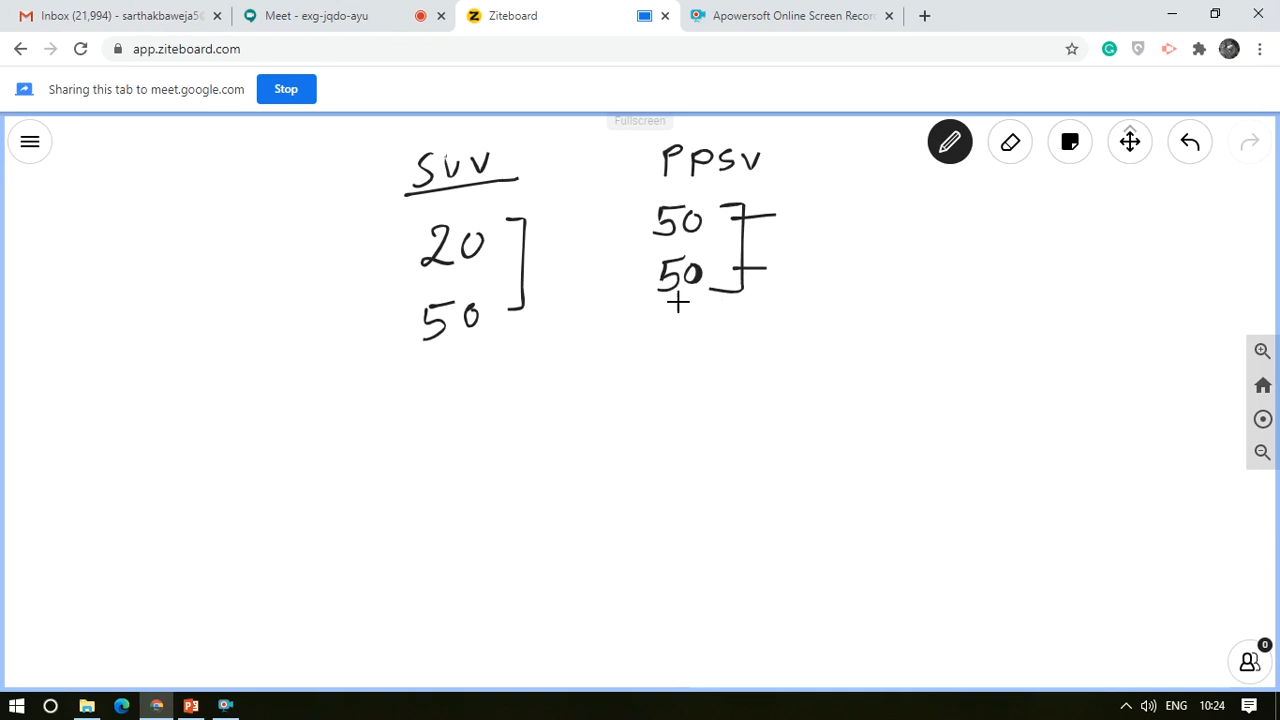 Inbox (21,994) - sarthakbaweja5
Meet - exg-jqdo-ayu
Ziteboard
Apowersoft Online Screen Recor
app.ziteboard.com
Sharing this tab to meet.google.com
Stop
Fullscreen
SVV
PPSV
20
50
50
50
0
ENG
10:24